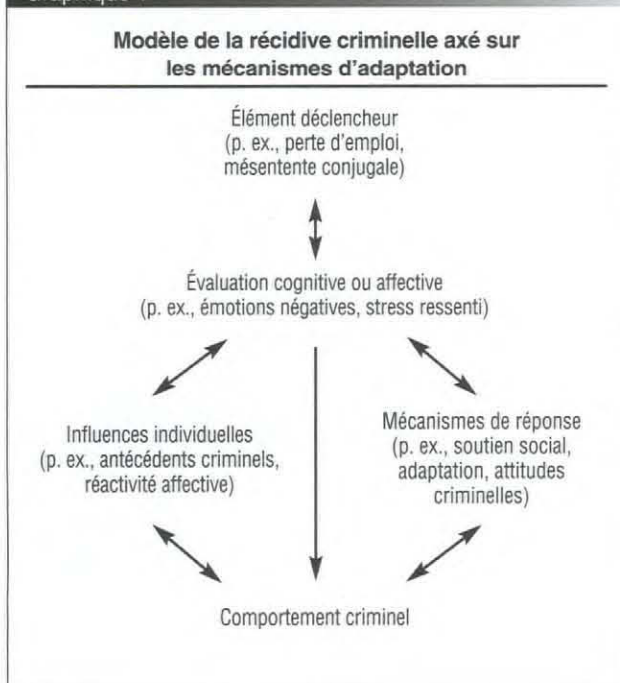 Modèle de la récidive criminelle axé sur
les mécanismes d'adaptation
Élément déclencheur
(p. ex., perte d'emploi,
mésentente conjugale)
Évaluation cognitive ou affective
(p. ex., émotions négatives, stress ressenti)
Influences individuelles
(p. ex., antécédents criminels,
réactivité affective)
Mécanismes de réponse
(p. ex., soutien social,
adaptation, attitudes
criminelles)
Comportement criminel